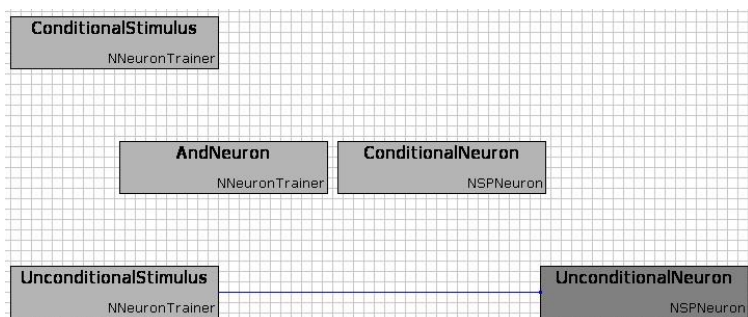 ConditionalStimulus
NNeuronTrainer
AndNeuron
NNeuronTrainer
ConditionalNeuron
NSPNeuron
UnconditionalStimulus
NNeuronTrainer
UnconditionalNeuron
NSPNeuron